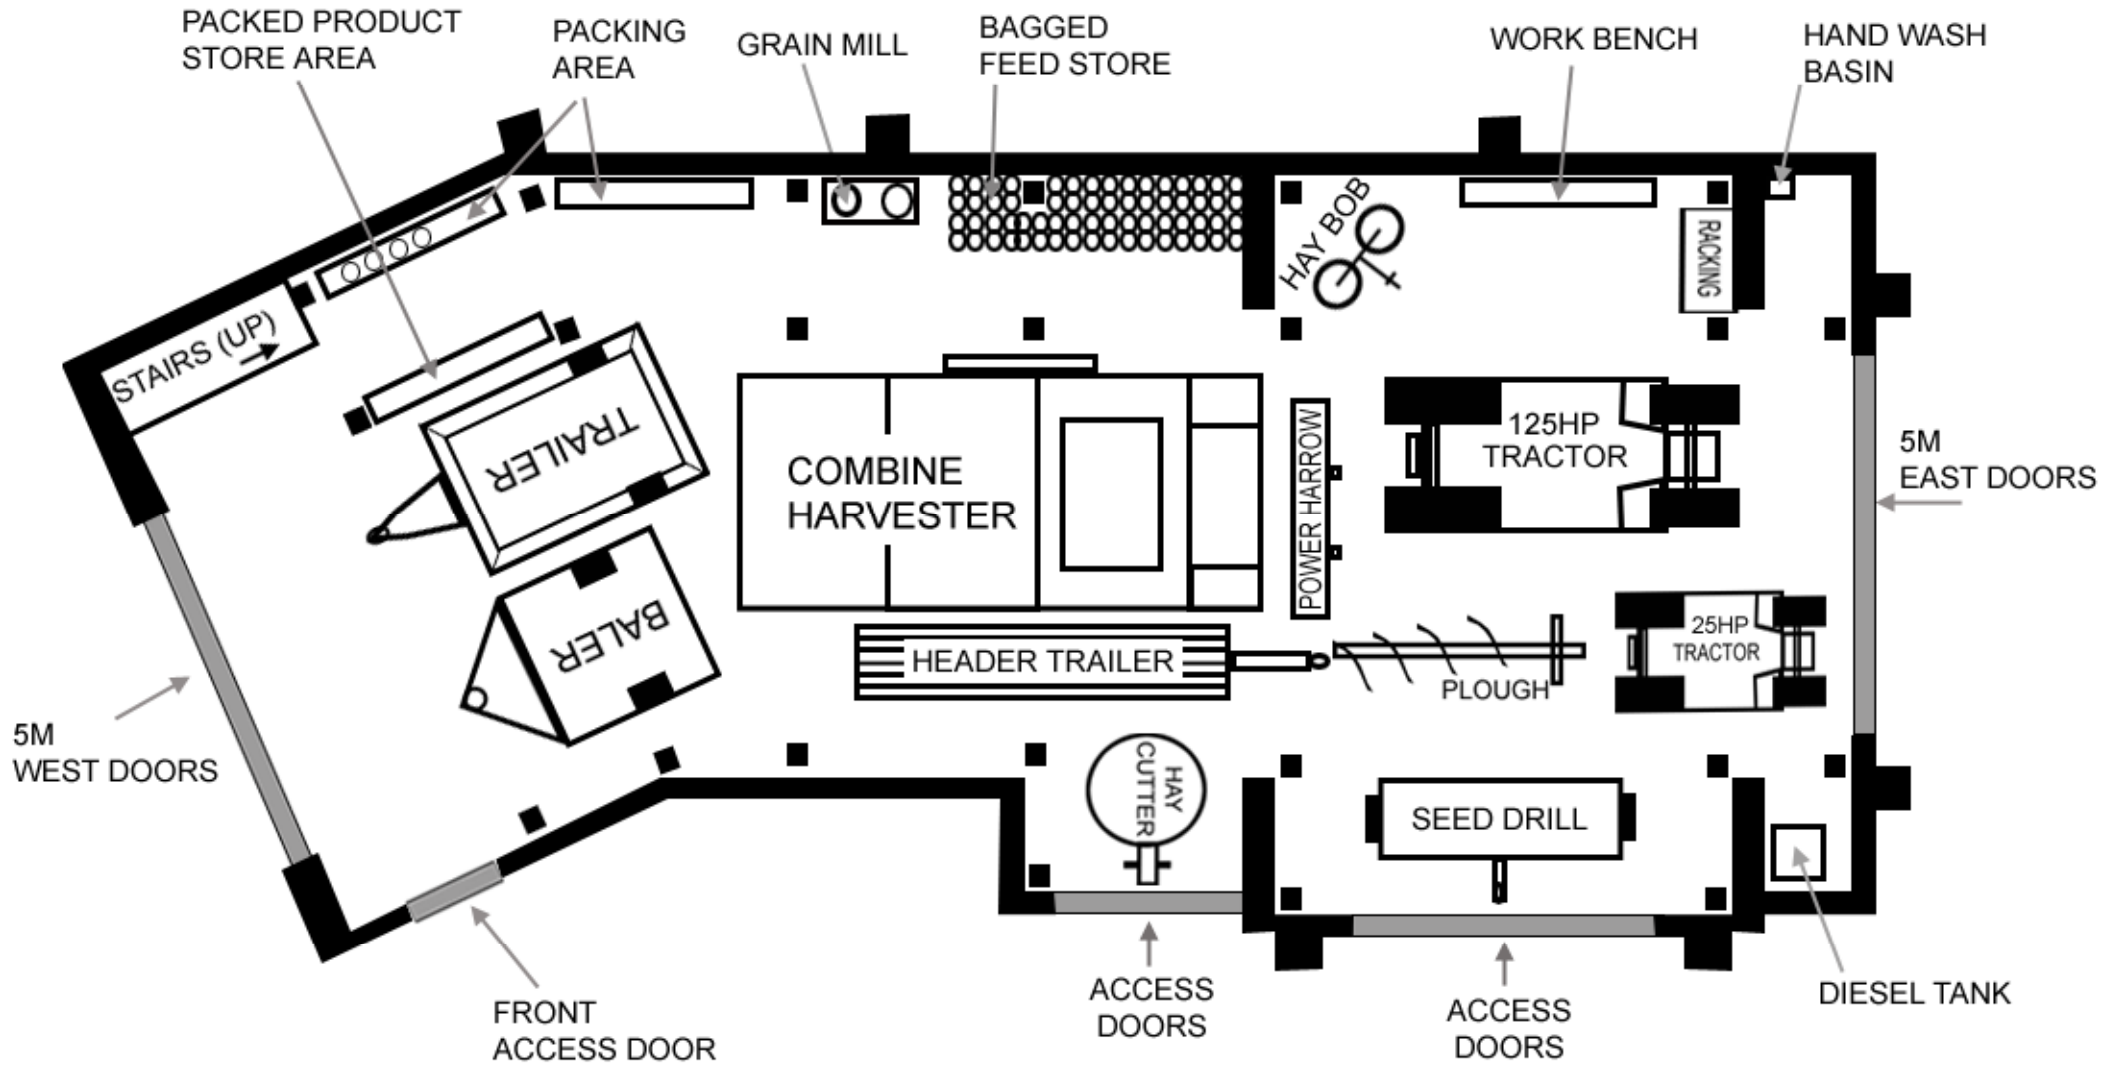 PACKED PRODUCT
STORE AREA
PACKING
AREA
GRAIN MILL
BAGGED
FEED STORE
WORK BENCH
HAND WASH
BASIN
HAY BOB
RACKING
STAIRS (UP)
TRAILER
COMBINE
HARVESTER
POWER HARROW
125HP
TRACTOR
5M
EAST DOORS
BALER
HEADER TRAILER
PLOUGH
25HP
TRACTOR
5M
WEST DOORS
HAY
CUTTER
SEED DRILL
FRONT
ACCESS DOOR
ACCESS
DOORS
ACCESS
DOORS
DIESEL TANK